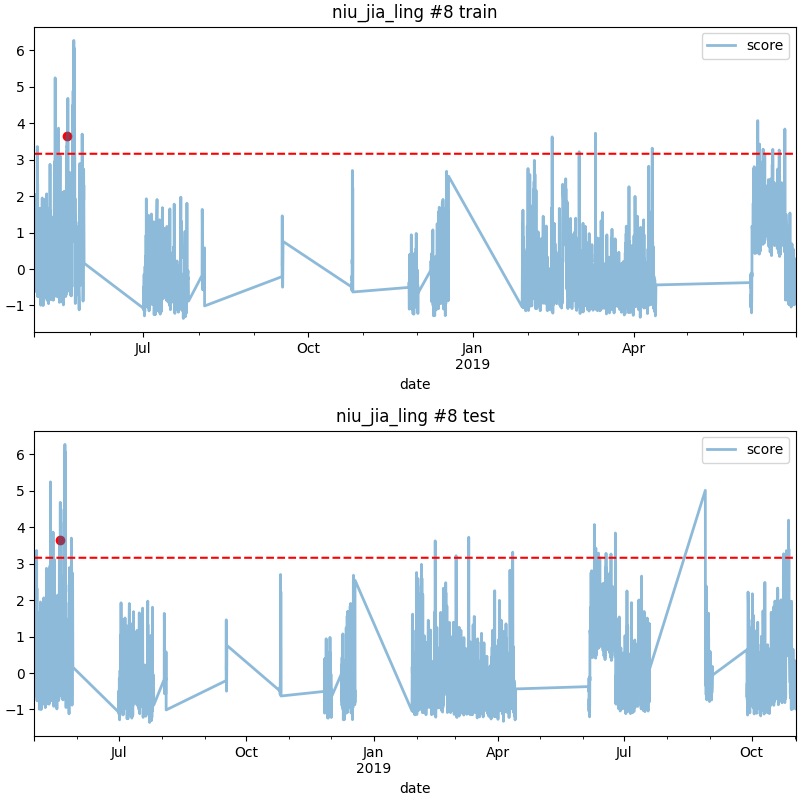 niu_jia_ling #8 train
score
6
5
4
3
2
1
0
−1
Jul Oct Jan Apr
2019
date
niu_jia_ling #8 test
score
6
5
4
3
2
1
0
−1
Jul Oct Jan Apr Jul Oct
2019
date